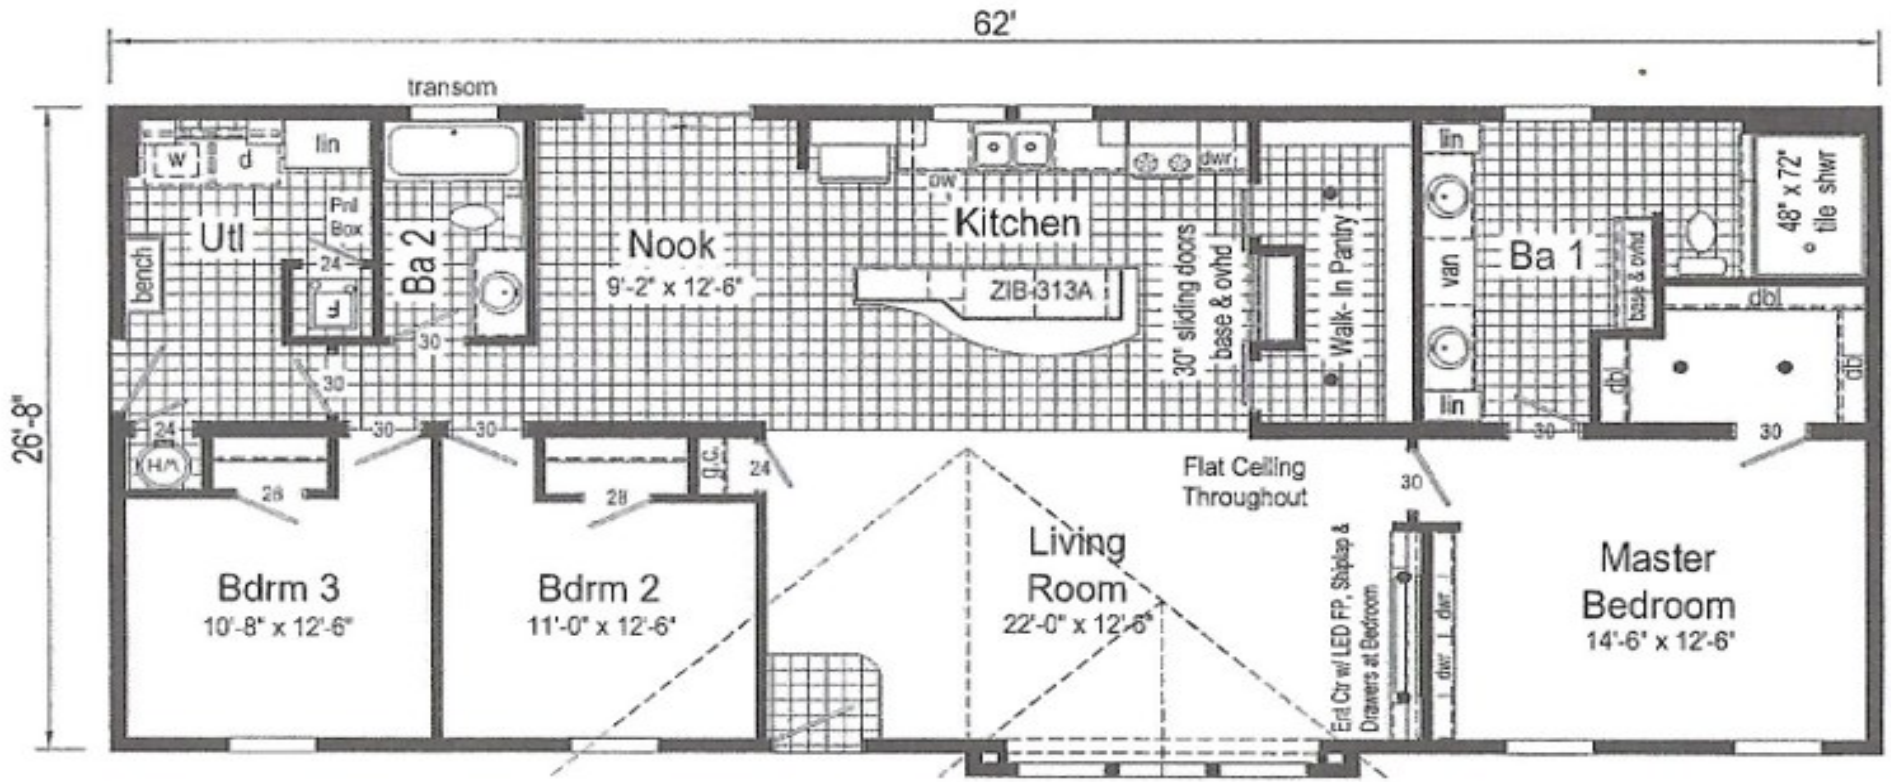 62'
transom
26'-8"
w
d
lin
Pnl
Box
Utl
bench
24
F
Ba 2
30
30
Nook
9'-2" x 12'-6"
DW
dwr
Kitchen
ZIB-313A
30" sliding doors
base & ovhd
Walk-In Pantry
lin
van
lin
Ba 1
base & ovhd
48" x 72"
tile shwr
dbl
dbl
dbl
30
30
24
WH
30
30
28
28
g.c.
24
Bdrm 3
10'-8" x 12'-6"
Bdrm 2
11'-0" x 12'-6"
Flat Ceiling
Throughout
Living
Room
22'-0" x 12'-6"
30
Ent Ctr w/ LED FP, Shiplap &
Drawers at Bedroom
dwr
dwr
Master
Bedroom
14'-6" x 12'-6"